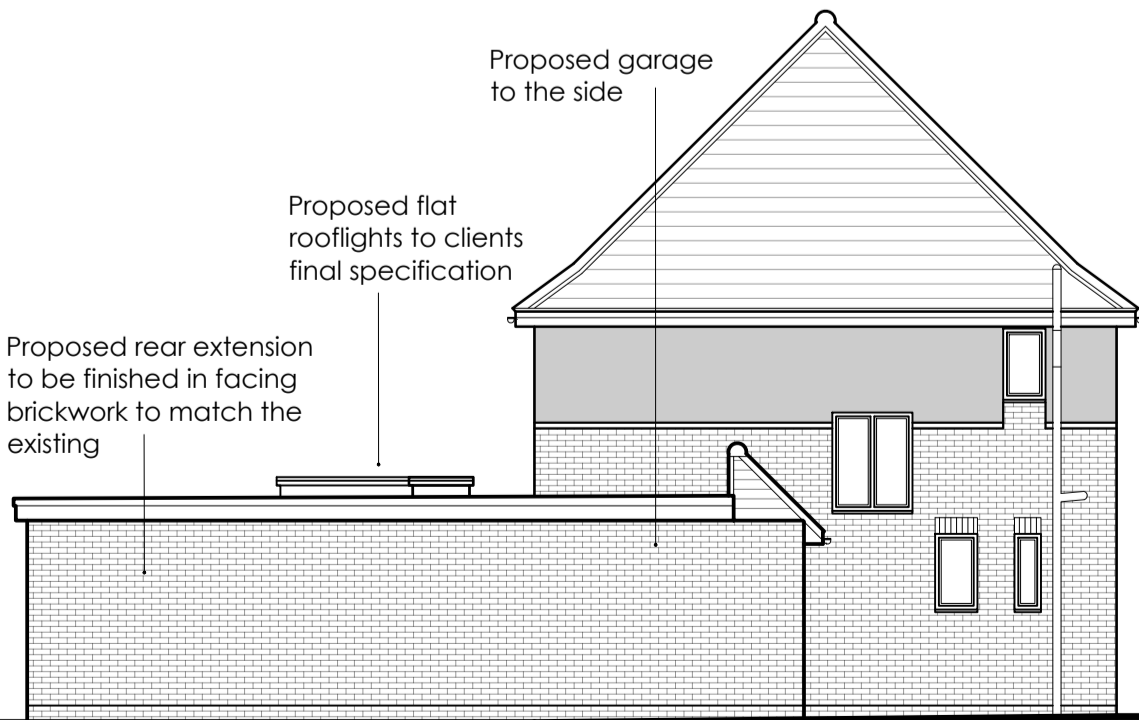 Proposed garage
to the side
Proposed flat
rooflights to clients
final specification
Proposed rear extension
to be finished in facing
brickwork to match the
existing